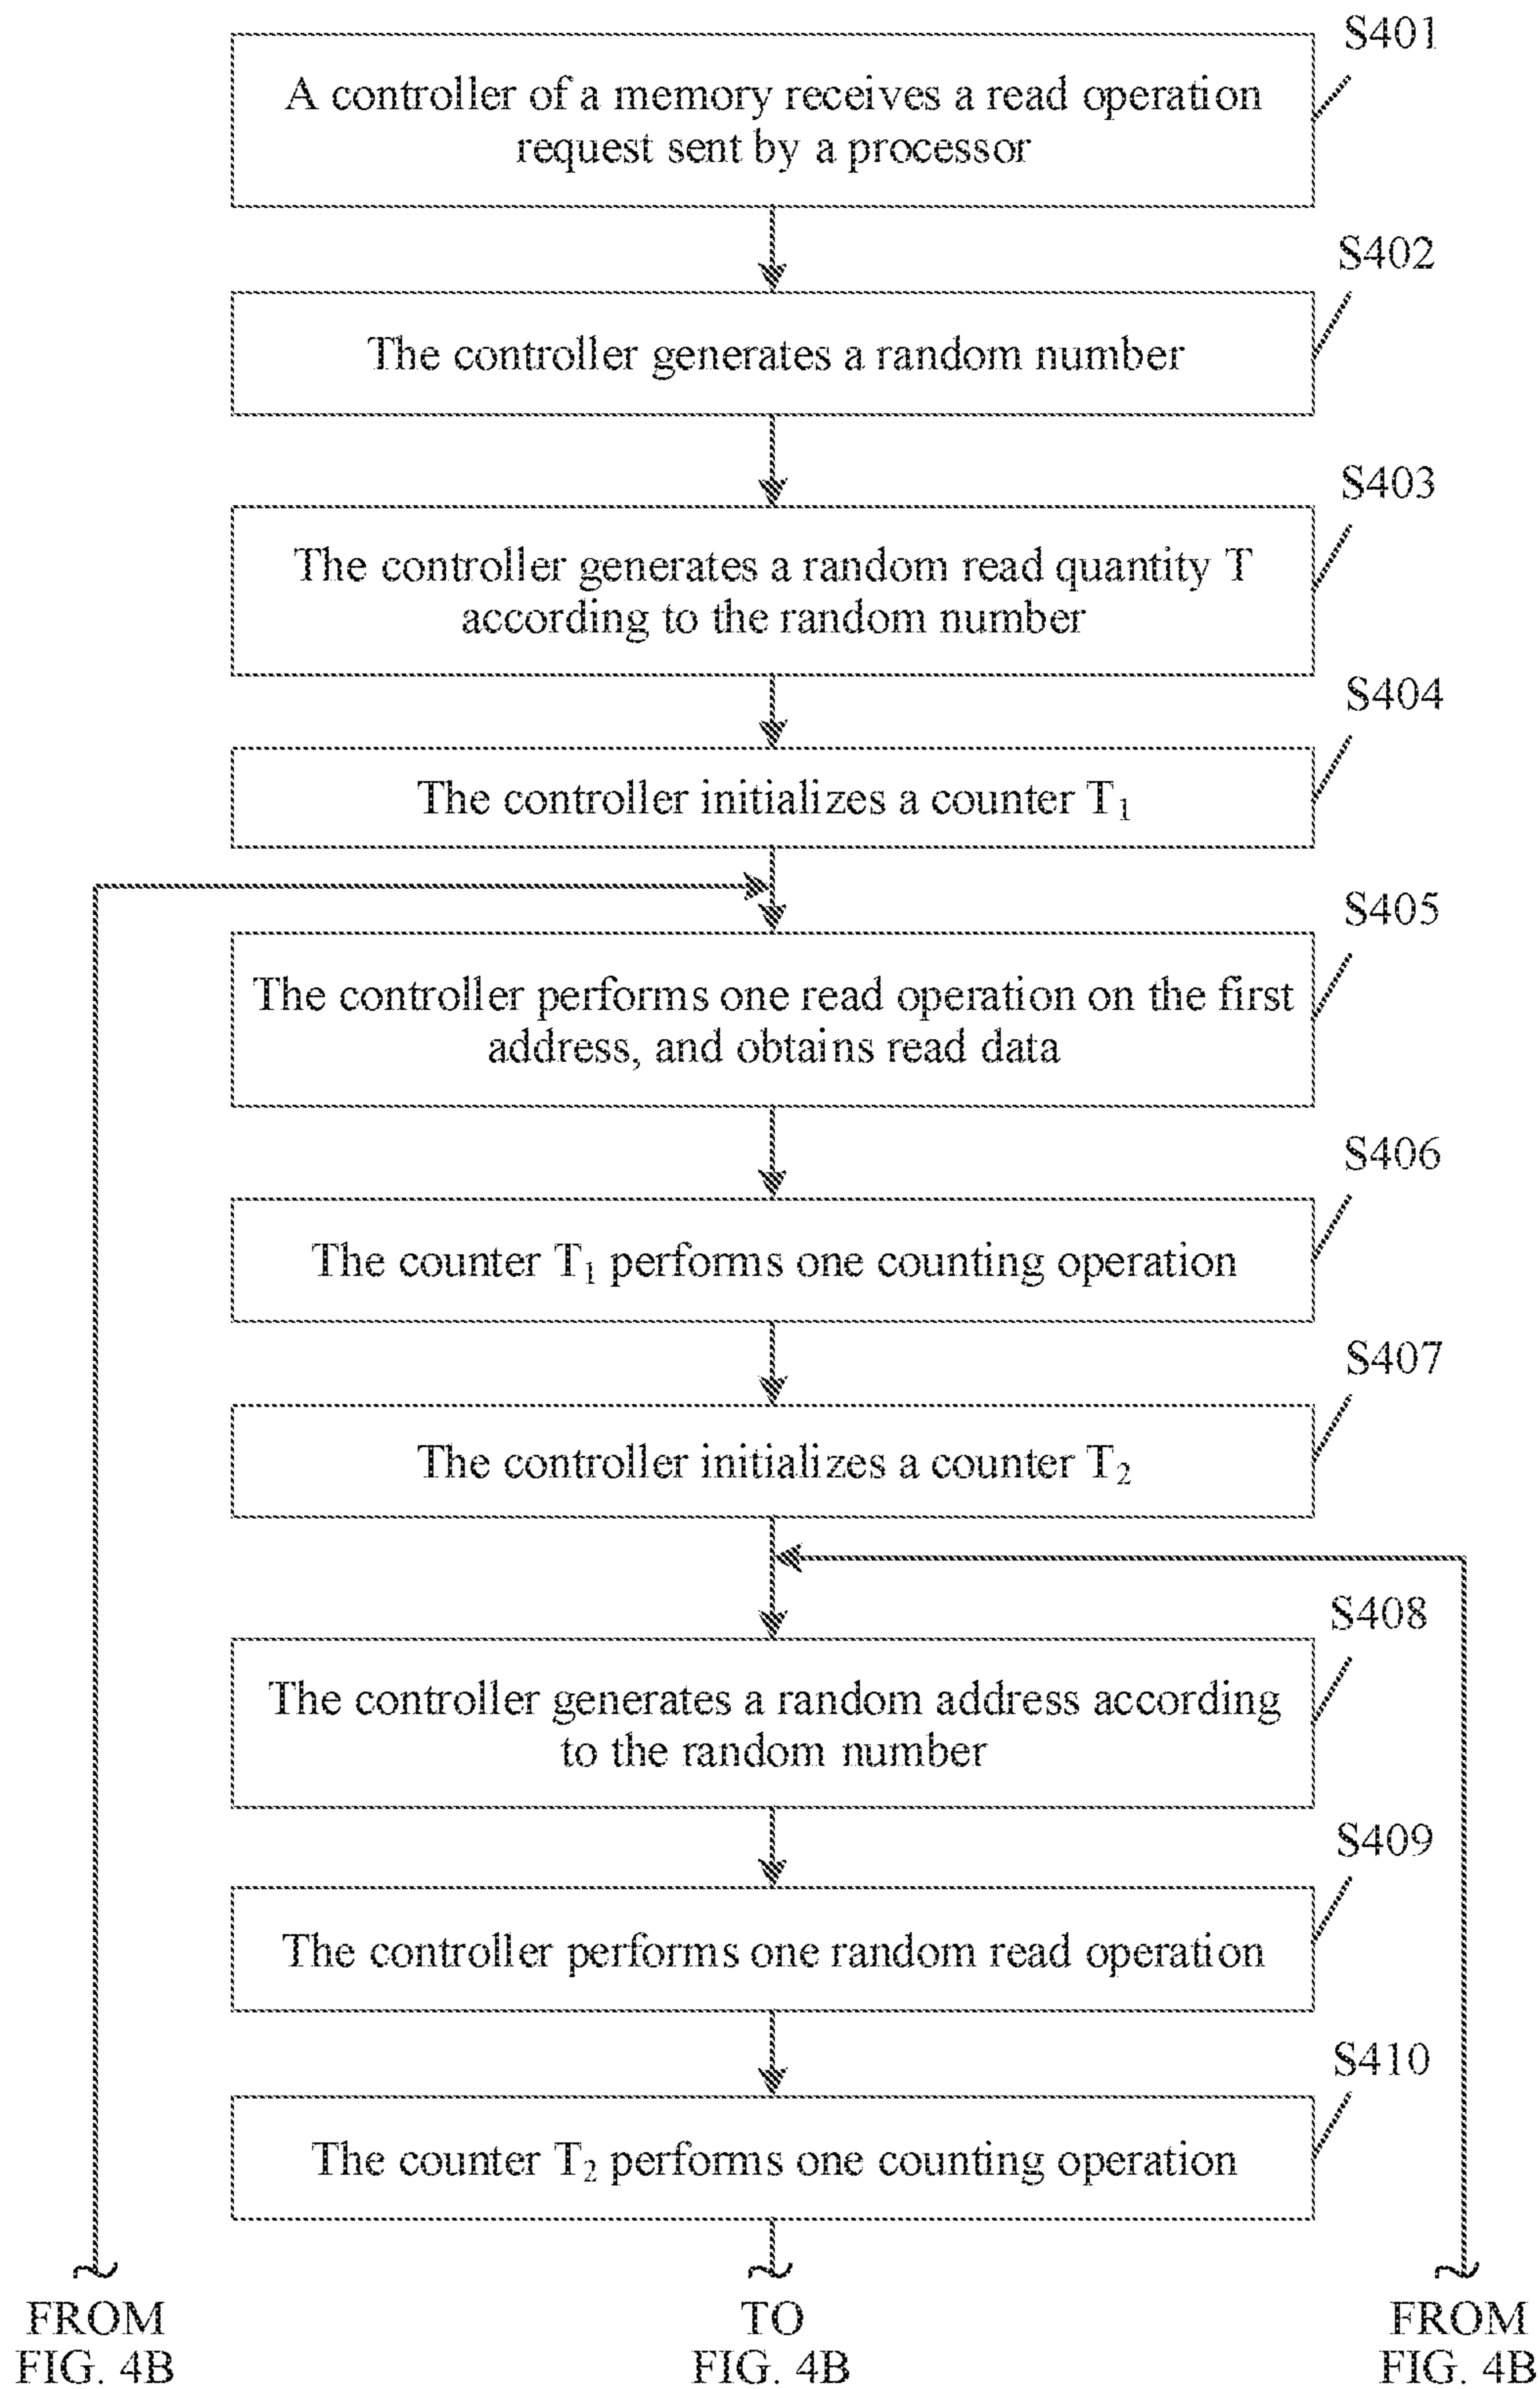 S401
A controller of a memory receives a read operation
request sent by a processor
S402
The controller generates a random number
S403
The controller generates a random read quantity T
according to the random number
S404
The controller initializes a counter T₁
S405
The controller performs one read operation on the first
address, and obtains read data
S406
The counter T₁ performs one counting operation
S407
The controller initializes a counter T₂
S408
The controller generates a random address according
to the random number
S409
The controller performs one random read operation
S410
The counter T₂ performs one counting operation
FROM
FIG. 4B
TO
FIG. 4B
FROM
FIG. 4B